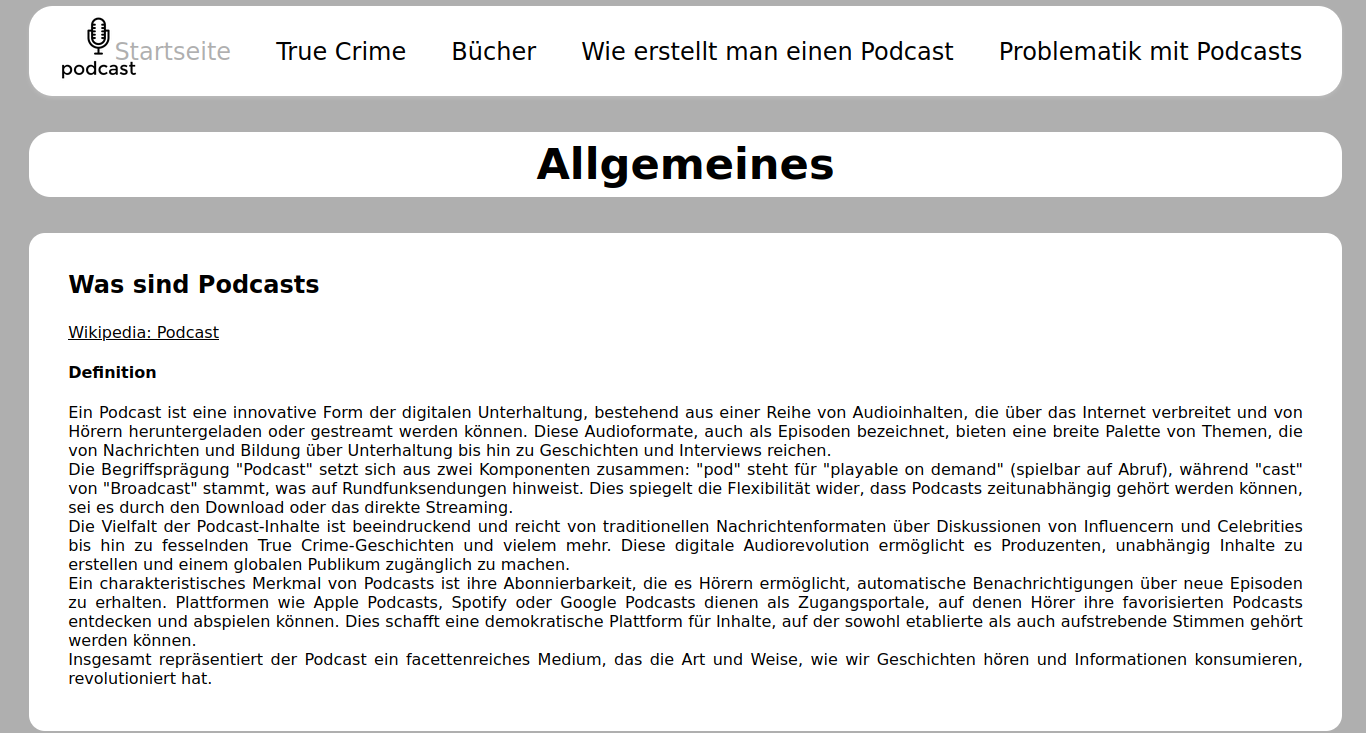 podcast
Startseite True Crime Bücher Wie erstellt man einen Podcast Problematik mit Podcasts
Allgemeines
Was sind Podcasts
Wikipedia: Podcast
Definition
Ein Podcast ist eine innovative Form der digitalen Unterhaltung, bestehend aus einer Reihe von Audioinhalten, die über das Internet verbreitet und von
Hörern heruntergeladen oder gestreamt werden können. Diese Audioformate, auch als Episoden bezeichnet, bieten eine breite Palette von Themen, die
von Nachrichten und Bildung über Unterhaltung bis hin zu Geschichten und Interviews reichen.
Die Begriffsprägung "Podcast" setzt sich aus zwei Komponenten zusammen: "pod" steht für "playable on demand" (spielbar auf Abruf), während "cast"
von "Broadcast" stammt, was auf Rundfunksendungen hinweist. Dies spiegelt die Flexibilität wider, dass Podcasts zeitunabhängig gehört werden können,
sei es durch den Download oder das direkte Streaming.
Die Vielfalt der Podcast-Inhalte ist beeindruckend und reicht von traditionellen Nachrichtenformaten über Diskussionen von Influencern und Celebrities
bis hin zu fesselnden True Crime-Geschichten und vielem mehr. Diese digitale Audiorevolution ermöglicht es Produzenten, unabhängig Inhalte zu
erstellen und einem globalen Publikum zugänglich zu machen.
Ein charakteristisches Merkmal von Podcasts ist ihre Abonnierbarkeit, die es Hörern ermöglicht, automatische Benachrichtigungen über neue Episoden
zu erhalten. Plattformen wie Apple Podcasts, Spotify oder Google Podcasts dienen als Zugangsportale, auf denen Hörer ihre favorisierten Podcasts
entdecken und abspielen können. Dies schafft eine demokratische Plattform für Inhalte, auf der sowohl etablierte als auch aufstrebende Stimmen gehört
werden können.
Insgesamt repräsentiert der Podcast ein facettenreiches Medium, das die Art und Weise, wie wir Geschichten hören und Informationen konsumieren,
revolutioniert hat.